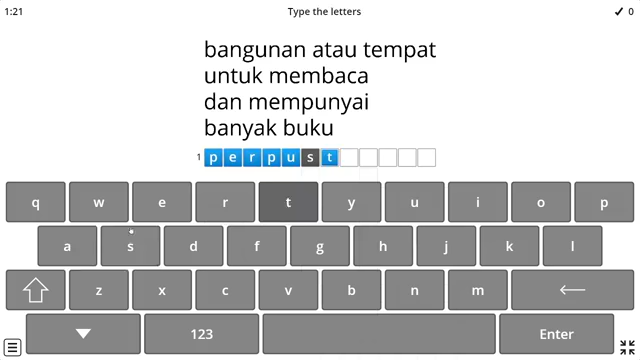 1:21 Type the letters ✓ 0
bangunan atau tempat
untuk membaca
dan mempunyai
banyak buku
1 p e r p u s t
q w e r t y u i o p
a s d f g h j k l
z x c v b n m
123 Enter